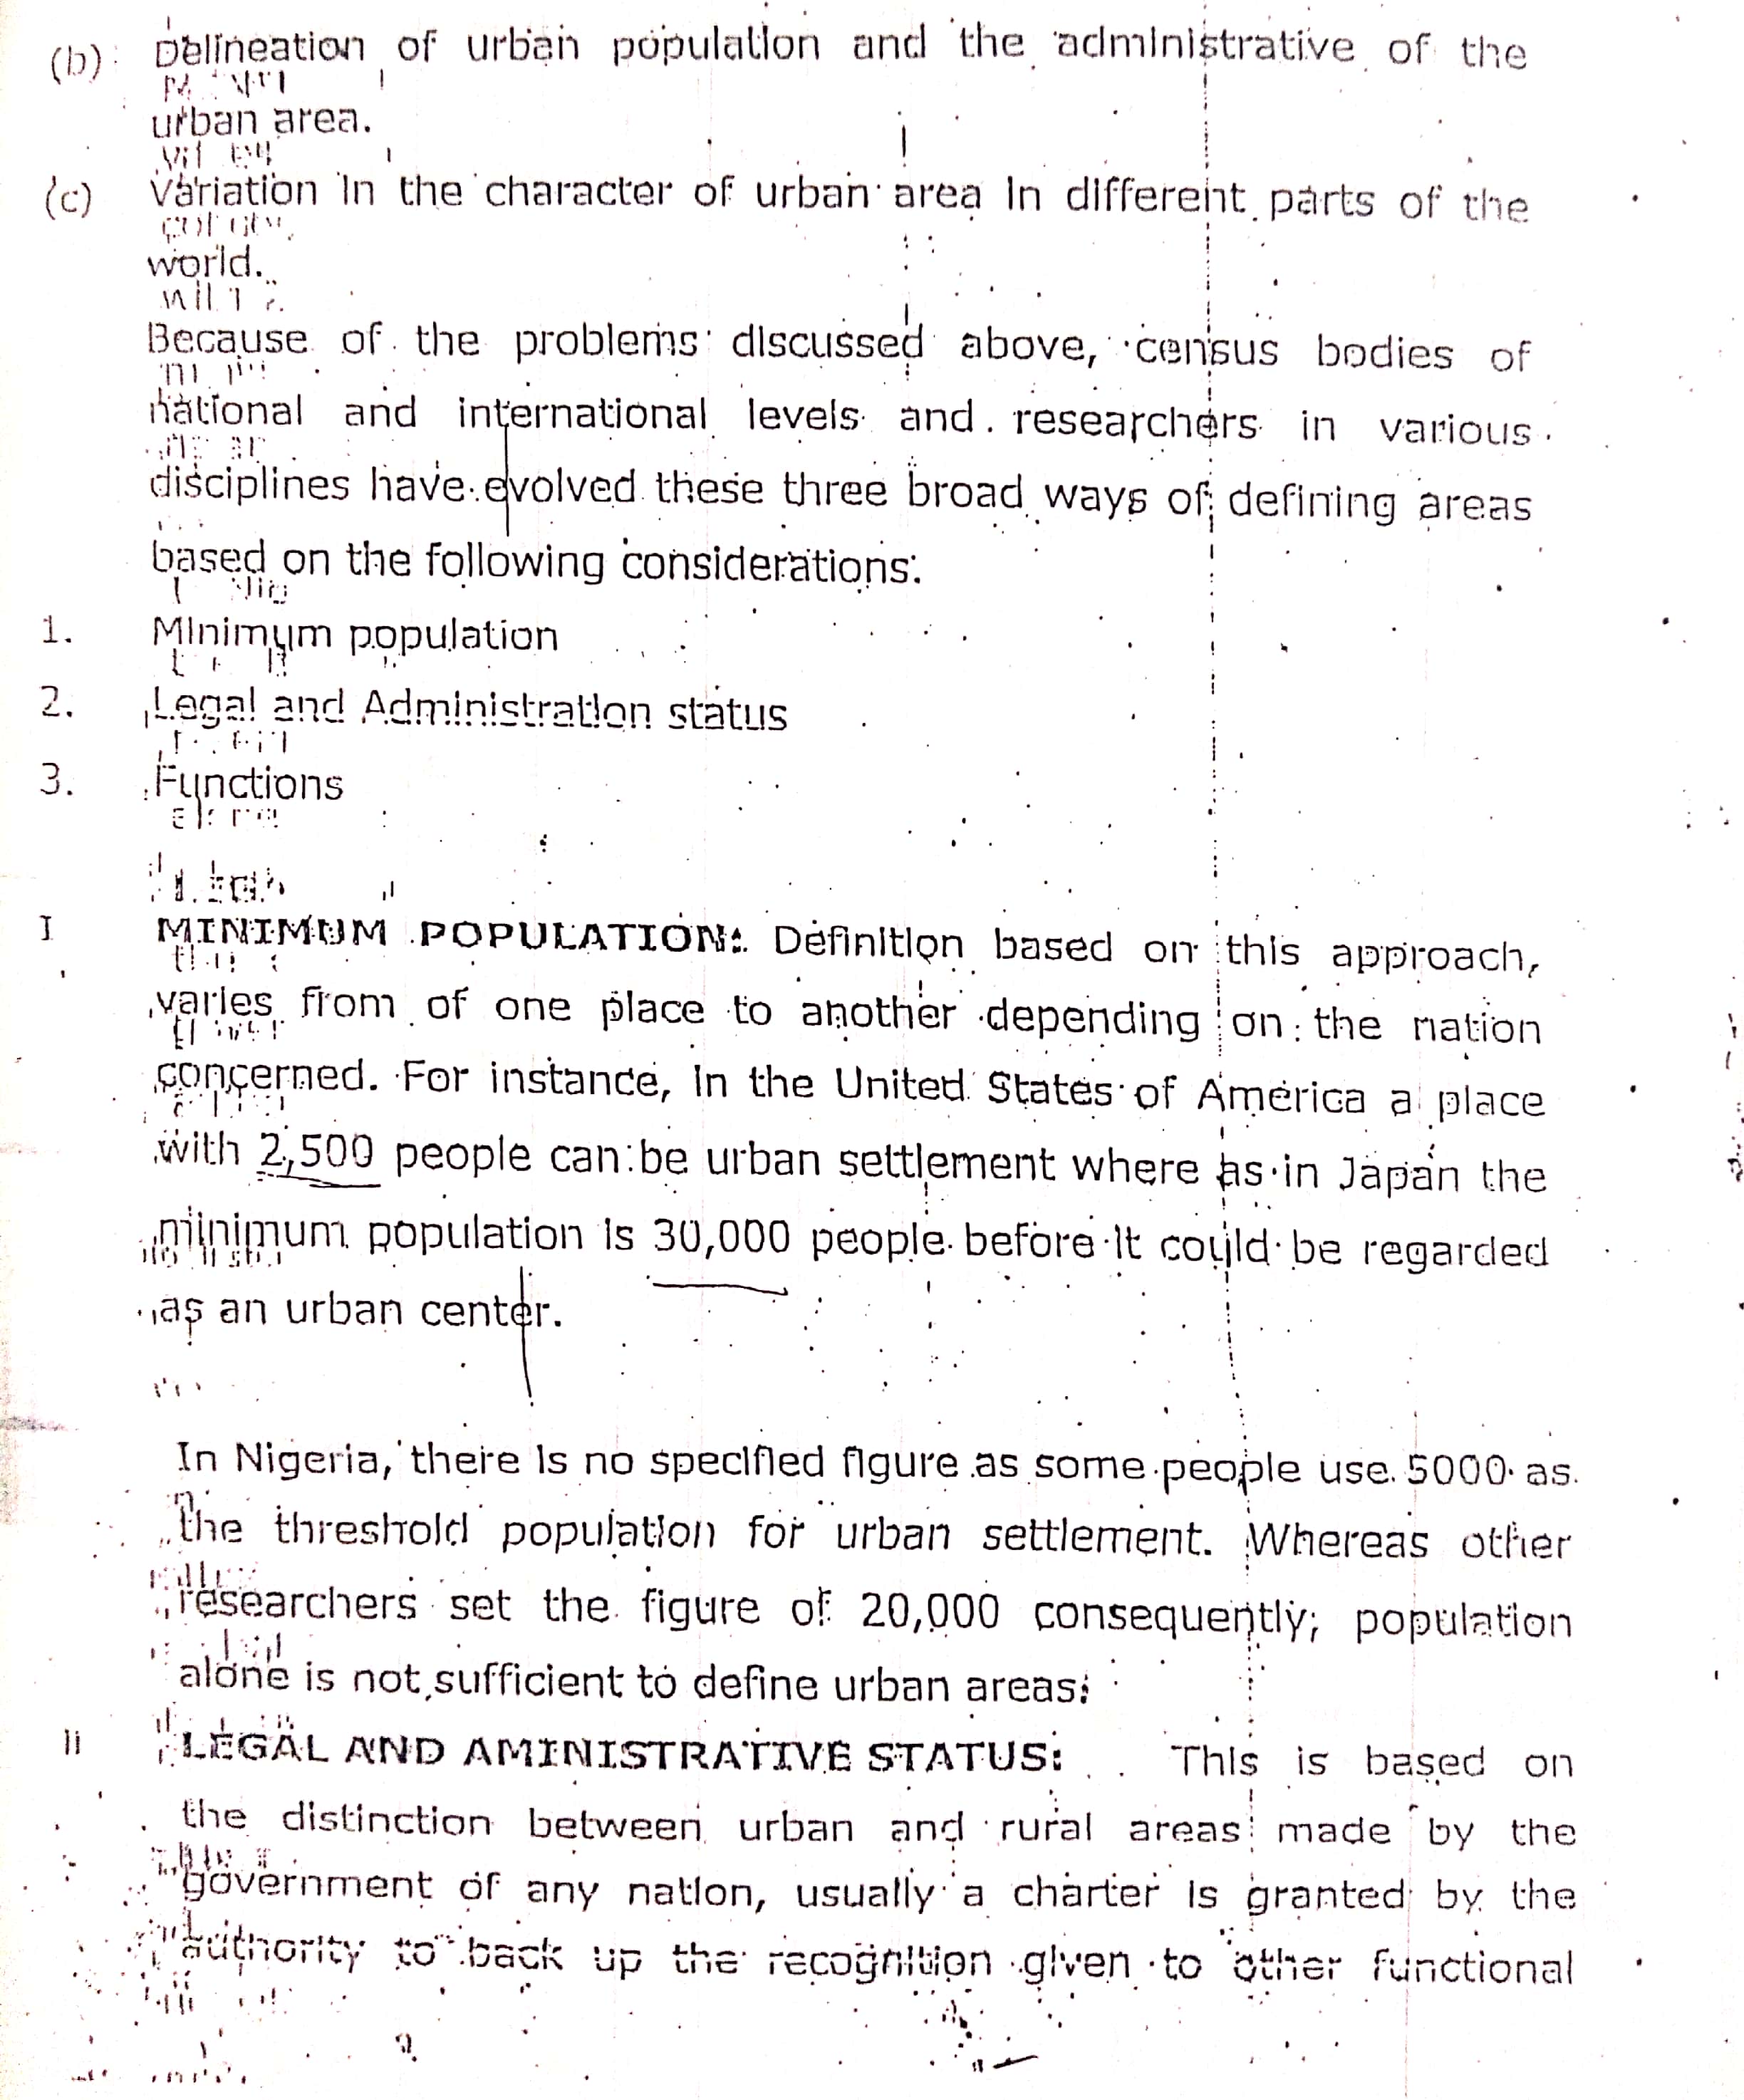 (b) Delineation of urban population and the administrative of the
urban area.
(c) Variation in the character of urban area in different parts of the
world.
Because of the problems discussed above, census bodies of
national and international levels and researchers in various
disciplines have evolved these three broad ways of defining areas
based on the following considerations:
1. Minimum population
2. Legal and Administration status
3. Functions
I MINIMUM POPULATION: Definition based on this approach,
varies from of one place to another depending on the nation
concerned. For instance, in the United States of America a place
with 2,500 people can be urban settlement where as in Japan the
minimum population is 30,000 people before it could be regarded
as an urban center.
In Nigeria, there is no specified figure as some people use 5000 as
the threshold population for urban settlement. Whereas other
researchers set the figure of 20,000 consequently; population
alone is not sufficient to define urban areas:
ii LEGAL AND AMINISTRATIVE STATUS: This is based on
the distinction between urban and rural areas made by the
government of any nation, usually a charter is granted by the
authority to back up the recognition given to other functional